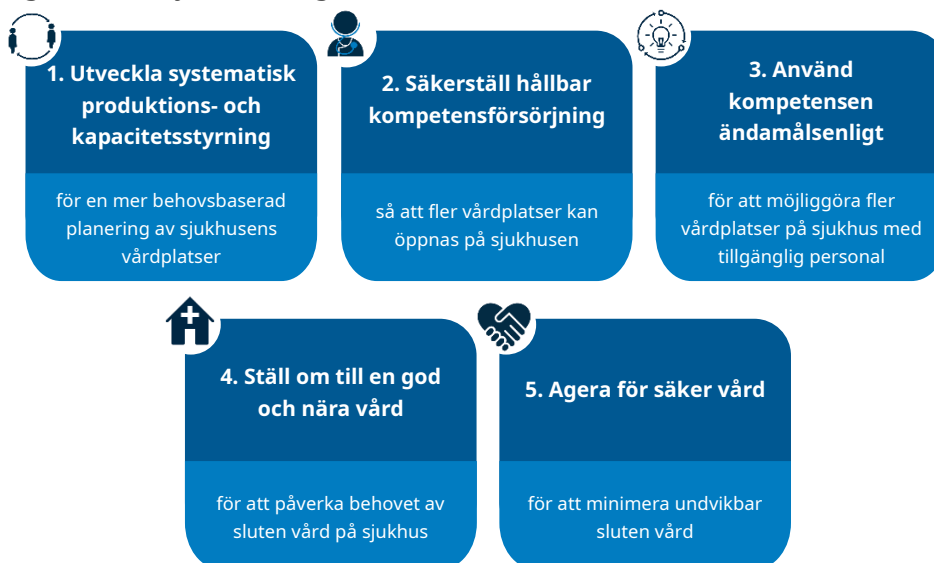 1. Utveckla systematisk
produktions- och
kapacitetsstyrning
för en mer behovsbaserad
planering av sjukhusens
vårdplatser
2. Säkerställ hållbar
kompetensförsörjning
så att fler vårdplatser kan
öppnas på sjukhusen
3. Använd
kompetensen
ändamålsenligt
för att möjliggöra fler
vårdplatser på sjukhus med
tillgänglig personal
4. Ställ om till en god
och nära vård
för att påverka behovet av
sluten vård på sjukhus
5. Agera för säker vård
för att minimera undvikbar
sluten vård